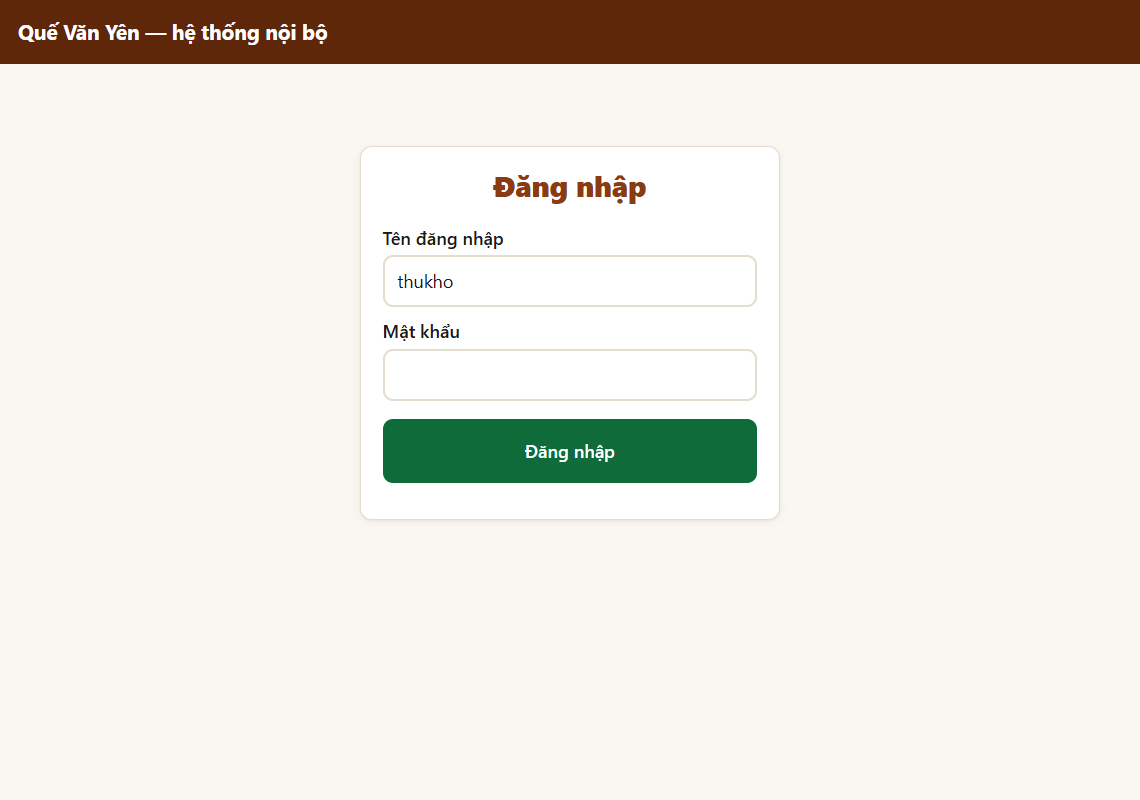 Quế Văn Yên — hệ thống nội bộ
Đăng nhập
Tên đăng nhập
thukho
Mật khẩu
Đăng nhập